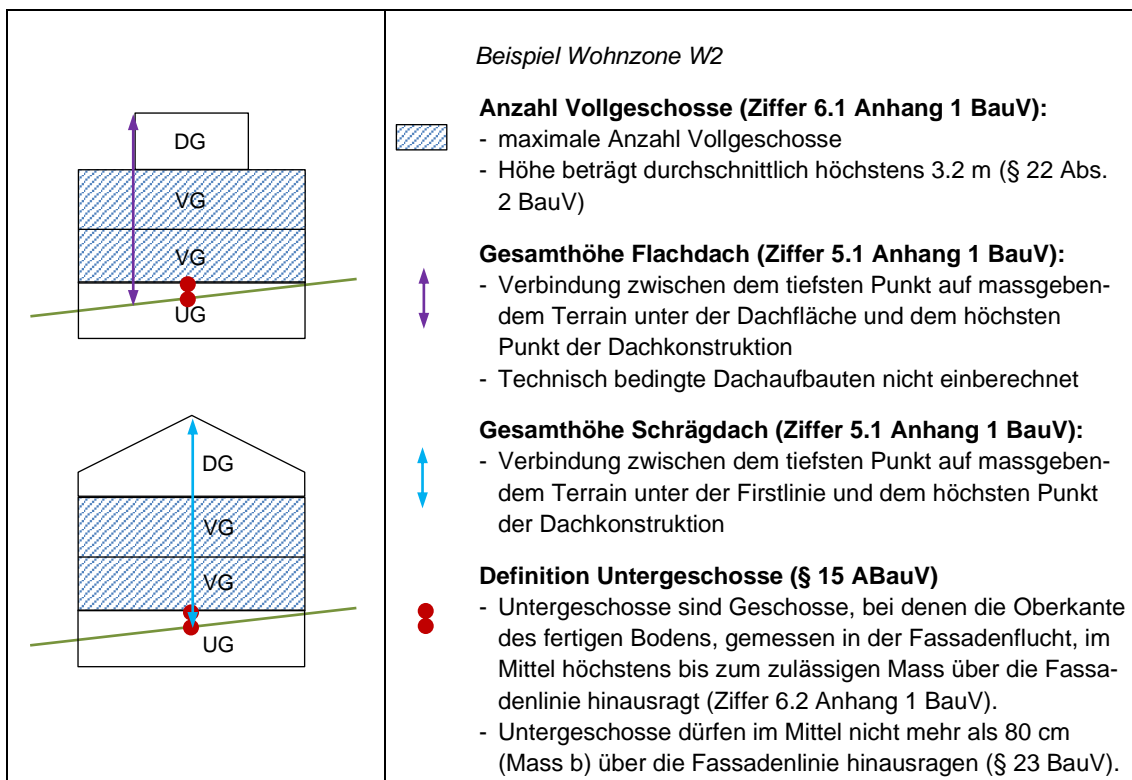 DG
VG
VG
UG
DG
VG
VG
UG
Beispiel Wohnzone W2
Anzahl Vollgeschosse (Ziffer 6.1 Anhang 1 BauV):
- maximale Anzahl Vollgeschosse
- Höhe beträgt durchschnittlich höchstens 3.2 m (§ 22 Abs.
2 BauV)
Gesamthöhe Flachdach (Ziffer 5.1 Anhang 1 BauV):
- Verbindung zwischen dem tiefsten Punkt auf massgeben-
dem Terrain unter der Dachfläche und dem höchsten
Punkt der Dachkonstruktion
- Technisch bedingte Dachaufbauten nicht einberechnet
Gesamthöhe Schrägdach (Ziffer 5.1 Anhang 1 BauV):
- Verbindung zwischen dem tiefsten Punkt auf massgeben-
dem Terrain unter der Firstlinie und dem höchsten Punkt
der Dachkonstruktion
Definition Untergeschosse (§ 15 ABauV)
- Untergeschosse sind Geschosse, bei denen die Oberkante
des fertigen Bodens, gemessen in der Fassadenflucht, im
Mittel höchstens bis zum zulässigen Mass über die Fassa-
denlinie hinausragt (Ziffer 6.2 Anhang 1 BauV).
- Untergeschosse dürfen im Mittel nicht mehr als 80 cm
(Mass b) über die Fassadenlinie hinausragen (§ 23 BauV).